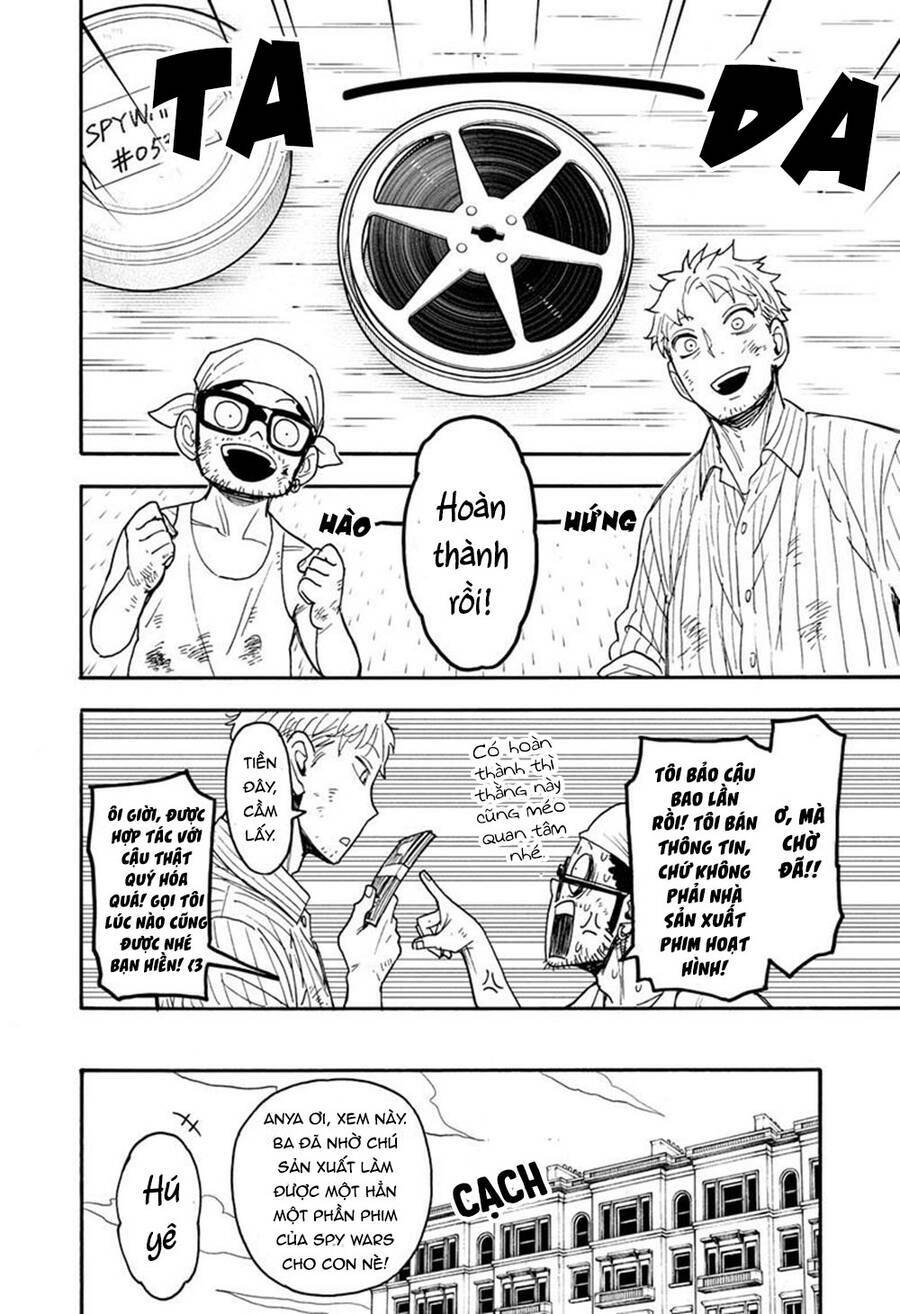 TA
DA
SPYW
#05
HÀO
Hoàn
thành
rồi!
HỨNG
Ơ, MÀ
CHỜ
ĐÃ!!
TÔI BẢO CẬU
BAO LẦN
RỒI! TÔI BÁN
THÔNG TIN,
CHỨ KHÔNG
PHẢI NHÀ
SẢN XUẤT
PHIM HOẠT
HÌNH!
Có hoàn
thành thì
thằng này
cũng méo
quan tâm
nhé.
TIỀN
ĐÂY,
CẦM
LẤY.
ÔI GIỜI, ĐƯỢC
HỢP TÁC VỚI
CẬU THẬT
QUÝ HÓA
QUÁ! GỌI TÔI
LÚC NÀO CŨNG
ĐƯỢC NHÉ
BẠN HIỀN! <3
CẠCH
ANYA ƠI, XEM NÀY.
BA ĐÃ NHỜ CHÚ
SẢN XUẤT LÀM
ĐƯỢC MỘT HẲN
MỘT PHẦN PHIM
CỦA SPY WARS
CHO CON NÈ!
Hú
yê